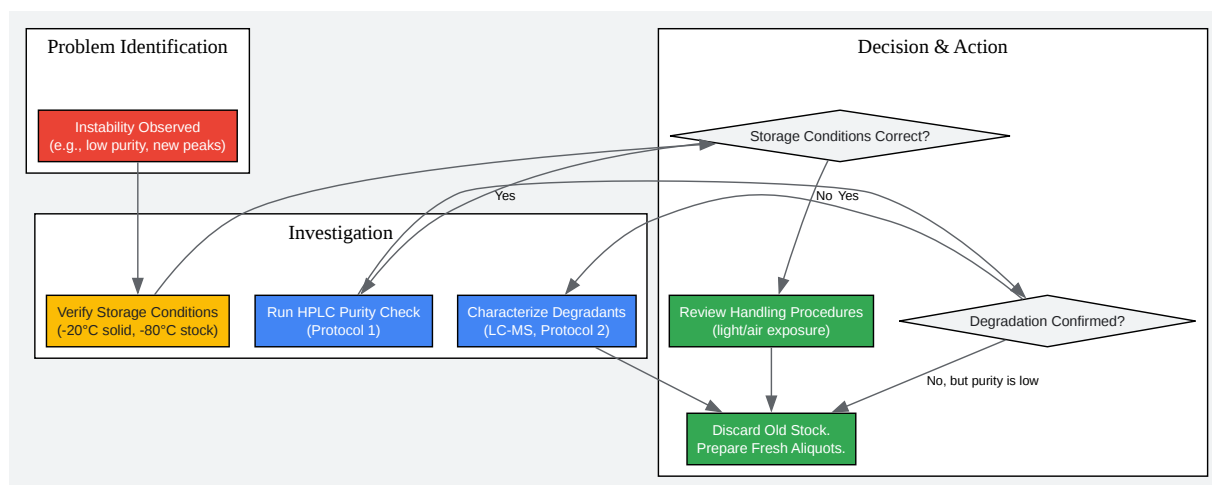 Problem Identification
Instability Observed
(e.g., low purity, new peaks)
Investigation
Verify Storage Conditions
(-20°C solid, -80°C stock)
Run HPLC Purity Check
(Protocol 1)
Characterize Degradants
(LC-MS, Protocol 2)
Decision & Action
Storage Conditions Correct?
Yes
No
Yes
Review Handling Procedures
(light/air exposure)
Degradation Confirmed?
No, but purity is low
Discard Old Stock.
Prepare Fresh Aliquots.